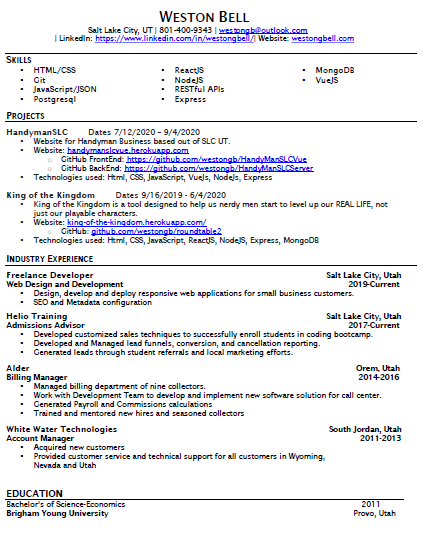 WESTON BELL
Salt Lake City, UT | 801-400-9343 | westongb@outlook.com
| LinkedIn: https://www.linkedin.com/in/westongbell/| Website: westongbell.com
SKILLS
• HTML/CSS • ReactJS • MongoDB
• Git • NodeJS • VueJS
• JavaScript/JSON • RESTful APIs
• Postgresql • Express
PROJECTS
HandymanSLC Dates 7/12/2020 – 9/4/2020
• Website for Handyman Business based out of SLC UT.
• Website: handymanslcvue.herokuapp.com
o GitHub FrontEnd: https://github.com/westongb/HandyManSLCVue
o GitHub BackEnd: https://github.com/westongb/HandyManSLCServer
• Technologies used: Html, CSS, JavaScript, VueJs, NodeJS, Express
King of the Kingdom Dates 9/16/2019 - 6/4/2020
• King of the Kingdom is a tool designed to help us nerdy men start to level up our REAL LIFE, not
just our playable characters.
• Website: king-of-the-kingdom.herokuapp.com/
o GitHub: github.com/westongb/roundtable2
• Technologies used: Html, CSS, JavaScript, ReactJS, NodeJS, Express, MongoDB
INDUSTRY EXPERIENCE
Freelance Developer Salt Lake City, Utah
Web Design and Development 2019-Current
• Design, develop and deploy responsive web applications for small business customers.
• SEO and Metadata configuration
Helio Training Salt Lake City, Utah
Admissions Advisor 2017-Current
• Developed customized sales techniques to successfully enroll students in coding bootcamp.
• Developed and Managed lead funnels, conversion, and cancellation reporting.
• Generated leads through student referrals and local marketing efforts.
Alder Orem, Utah
Billing Manager 2014-2016
• Managed billing department of nine collectors.
• Work with Development Team to develop and implement new software solution for call center.
• Generated Payroll and Commissions calculations
• Trained and mentored new hires and seasoned collectors
White Water Technologies South Jordan, Utah
Account Manager 2011-2013
• Acquired new customers
• Provided customer service and technical support for all customers in Wyoming,
Nevada and Utah
EDUCATION
Bachelor's of Science-Economics 2011
Brigham Young University Provo, Utah